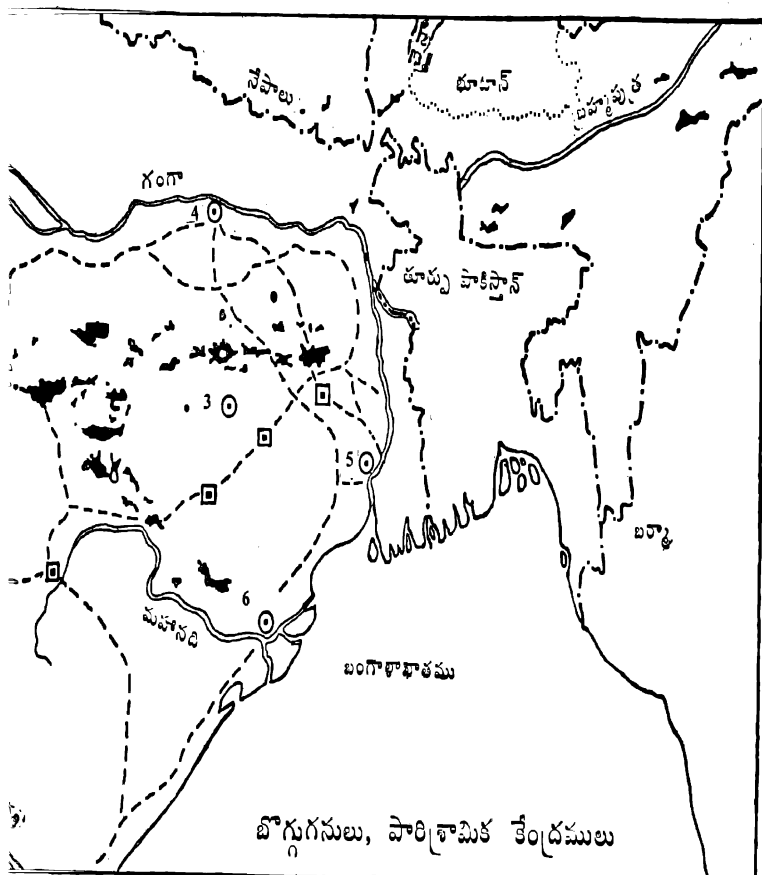 నేపాలు
భూటాన్
బ్రహ్మపుత్ర
గంగా
4
తూర్పు పాకిస్తాన్
3
5
బర్మా
6
మహానది
బంగాళాఖాతము
బొగ్గుగనులు, పారిశ్రామిక కేంద్రములు